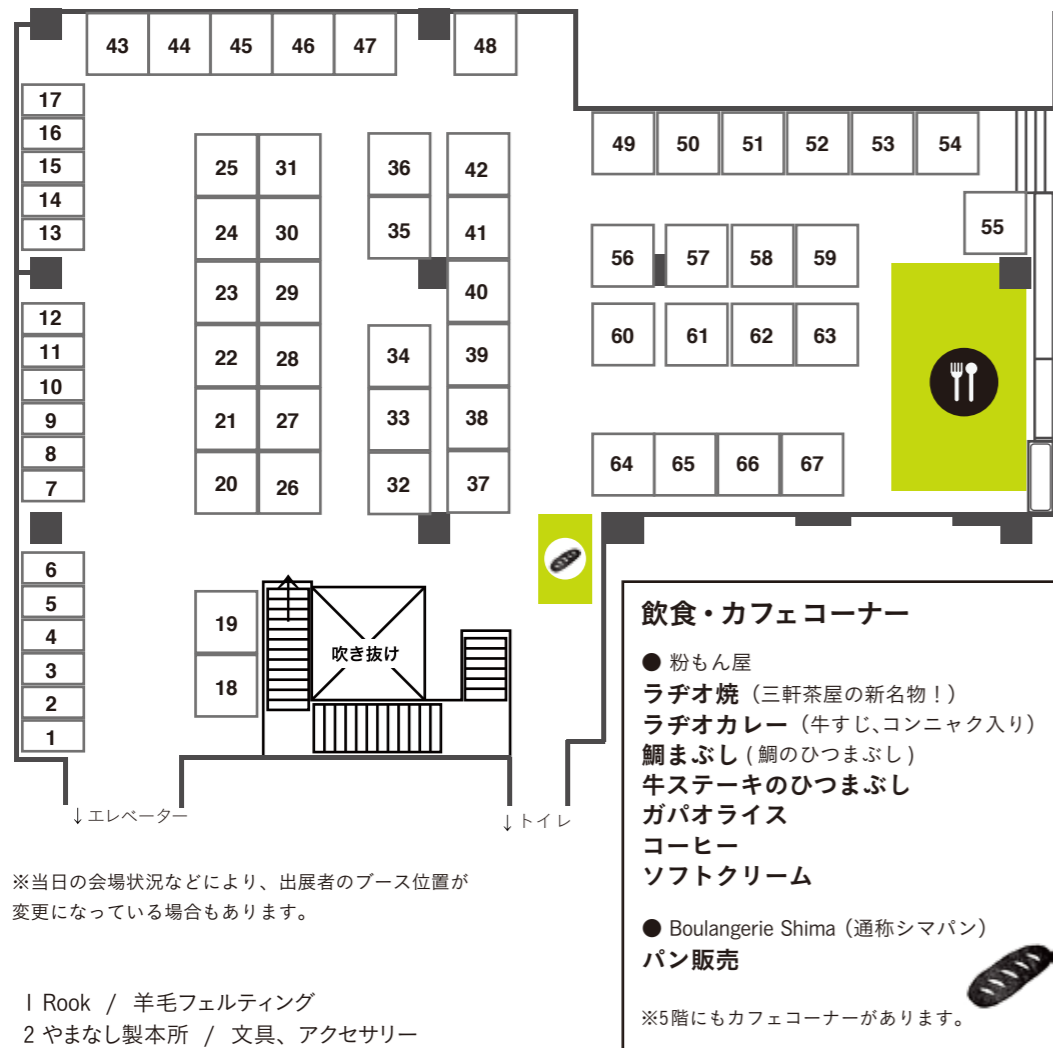 43 44 45 46 47 48
17
16
15
14
13
12
11
10
9
8
7
6
5
4
3
2
1
25 31
24 30
23 29
22 28
21 27
20 26
19
18
36 42
35 41
40
34 39
33 38
32 37
49 50 51 52 53 54
55
56 57 58 59
60 61 62 63
64 65 66 67
吹き抜け
↓エレベーター
↓トイレ
※当日の会場状況などにより、出展者のブース位置が
変更になっている場合もあります。
1 Rook / 羊毛フェルティング
2 やまなし製本所 / 文具、アクセサリー
飲食・カフェコーナー
● 粉もん屋
ラヂオ焼（三軒茶屋の新名物！）
ラヂオカレー（牛すじ、コンニャク入り）
鯛まぶし ( 鯛のひつまぶし )
牛ステーキのひつまぶし
ガパオライス
コーヒー
ソフトクリーム
● Boulangerie Shima（通称シマパン）
パン販売
※5階にもカフェコーナーがあります。